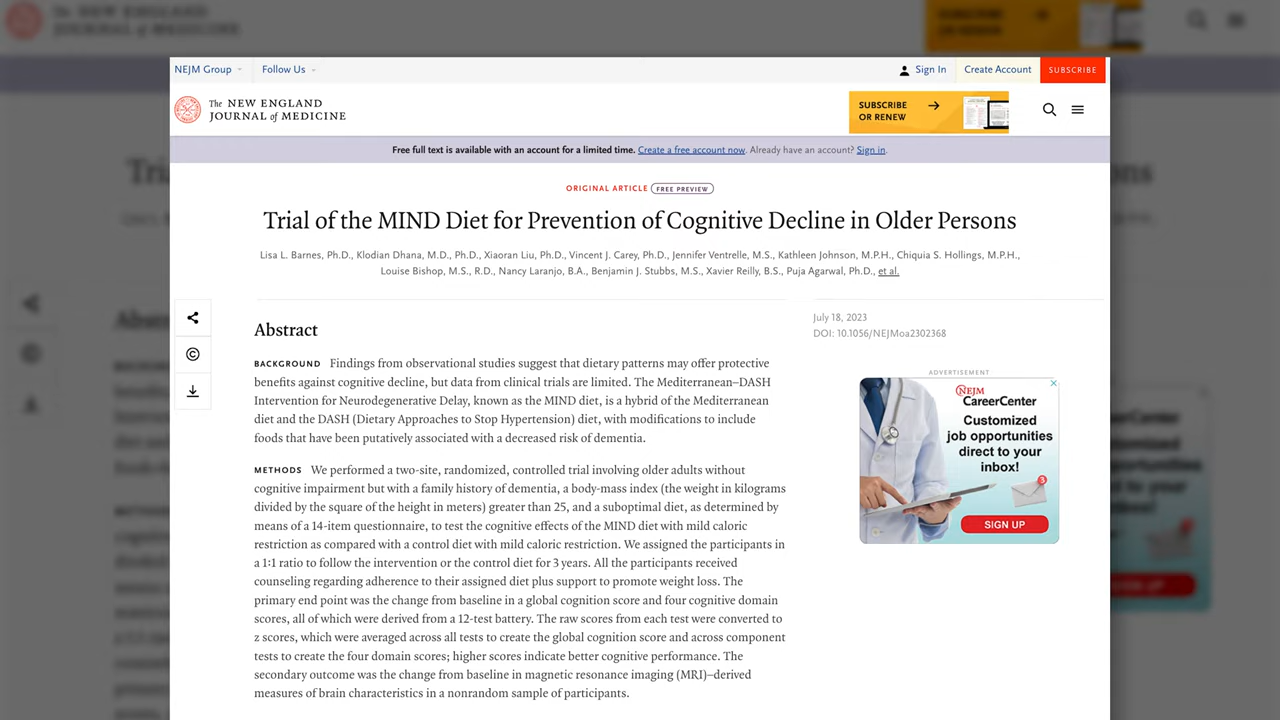 NEJM Group
Follow Us
Sign In
Create Account
SUBSCRIBE
The NEW ENGLAND
JOURNAL of MEDICINE
SUBSCRIBE
OR RENEW
Free full text is available with an account for a limited time. Create a free account now. Already have an account? Sign in.
ORIGINAL ARTICLE FREE PREVIEW
Trial of the MIND Diet for Prevention of Cognitive Decline in Older Persons
Lisa L. Barnes, Ph.D., Klodian Dhana, M.D., Ph.D., Xiaoran Liu, Ph.D., Vincent J. Carey, Ph.D., Jennifer Ventrelle, M.S., Kathleen Johnson, M.P.H., Chiquia S. Hollings, M.P.H.,
Louise Bishop, M.S., R.D., Nancy Laranjo, B.A., Benjamin J. Stubbs, M.S., Xavier Reilly, B.S., Puja Agarwal, Ph.D., et al.
Abstract
BACKGROUND Findings from observational studies suggest that dietary patterns may offer protective
benefits against cognitive decline, but data from clinical trials are limited. The Mediterranean–DASH
Intervention for Neurodegenerative Delay, known as the MIND diet, is a hybrid of the Mediterranean
diet and the DASH (Dietary Approaches to Stop Hypertension) diet, with modifications to include
foods that have been putatively associated with a decreased risk of dementia.
METHODS We performed a two-site, randomized, controlled trial involving older adults without
cognitive impairment but with a family history of dementia, a body-mass index (the weight in kilograms
divided by the square of the height in meters) greater than 25, and a suboptimal diet, as determined by
means of a 14-item questionnaire, to test the cognitive effects of the MIND diet with mild caloric
restriction as compared with a control diet with mild caloric restriction. We assigned the participants in
a 1:1 ratio to follow the intervention or the control diet for 3 years. All the participants received
counseling regarding adherence to their assigned diet plus support to promote weight loss. The
primary end point was the change from baseline in a global cognition score and four cognitive domain
scores, all of which were derived from a 12-test battery. The raw scores from each test were converted to
z scores, which were averaged across all tests to create the global cognition score and across component
tests to create the four domain scores; higher scores indicate better cognitive performance. The
secondary outcome was the change from baseline in magnetic resonance imaging (MRI)–derived
measures of brain characteristics in a nonrandom sample of participants.
July 18, 2023
DOI: 10.1056/NEJMoa2302368
ADVERTISEMENT
NEJM
CareerCenter
Customized
job opportunities
direct to your
inbox!
3
SIGN UP